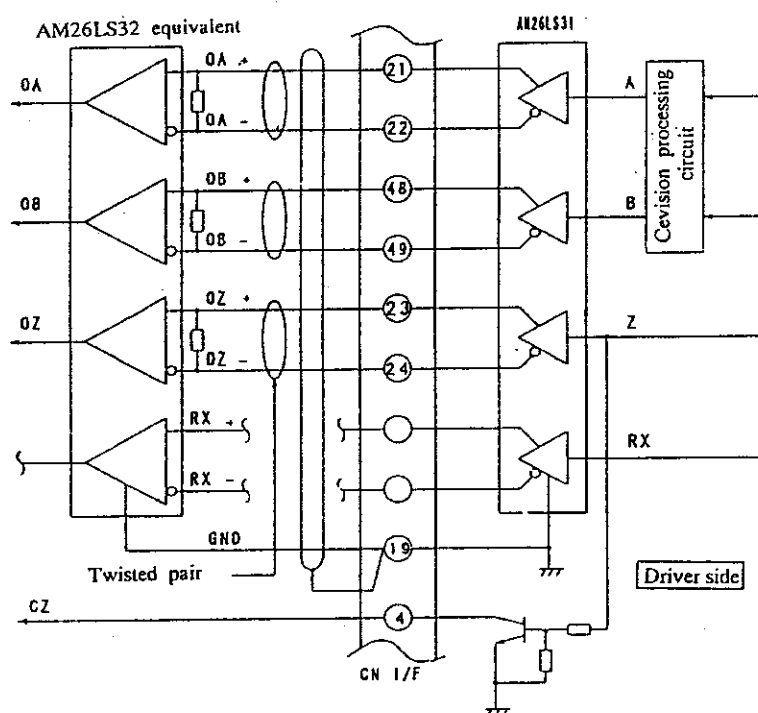 AM26LS32 equivalent
AM26LS31
OA +
21
OA
A
OA -
22
Cevision processing circuit
OB +
48
OB
B
OB -
49
OZ +
23
OZ
Z
OZ -
24
RX +
RX
RX -
GND
19
Twisted pair
Driver side
CZ
4
CN I/F